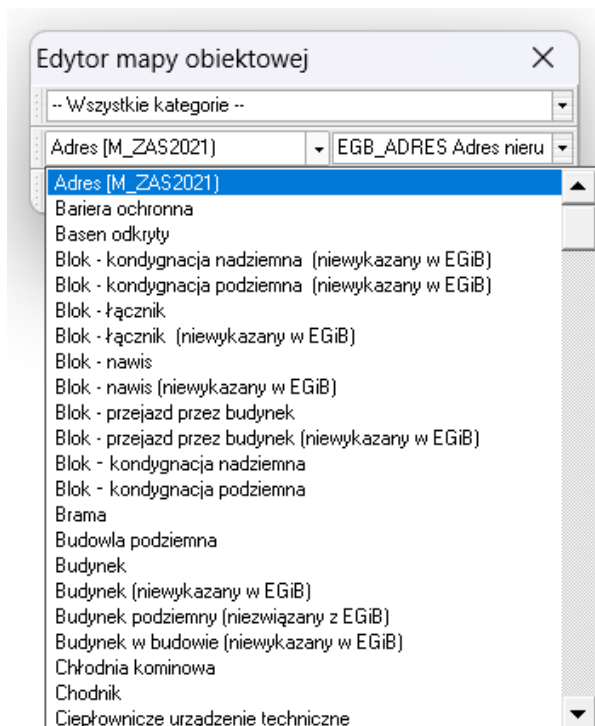 Edytor mapy obiektowej
-- Wszystkie kategorie --
Adres [M_ZAS2021) EGB_ADRES Adres nieru
Adres [M_ZAS2021)
Bariera ochronna
Basen odkryty
Blok - kondygnacja nadziemna (niewykazany w EGiB)
Blok - kondygnacja podziemna (niewykazany w EGiB)
Blok - łącznik
Blok - łącznik (niewykazany w EGiB)
Blok - nawis
Blok - nawis (niewykazany w EGiB)
Blok - przejazd przez budynek
Blok - przejazd przez budynek (niewykazany w EGiB)
Blok - kondygnacja nadziemna
Blok - kondygnacja podziemna
Brama
Budowla podziemna
Budynek
Budynek (niewykazany w EGiB)
Budynek podziemny (niezwiązany z EGiB)
Budynek w budowie (niewykazany w EGiB)
Chłodnia kominowa
Chodnik
Ciepłownicze urządzenie techniczne